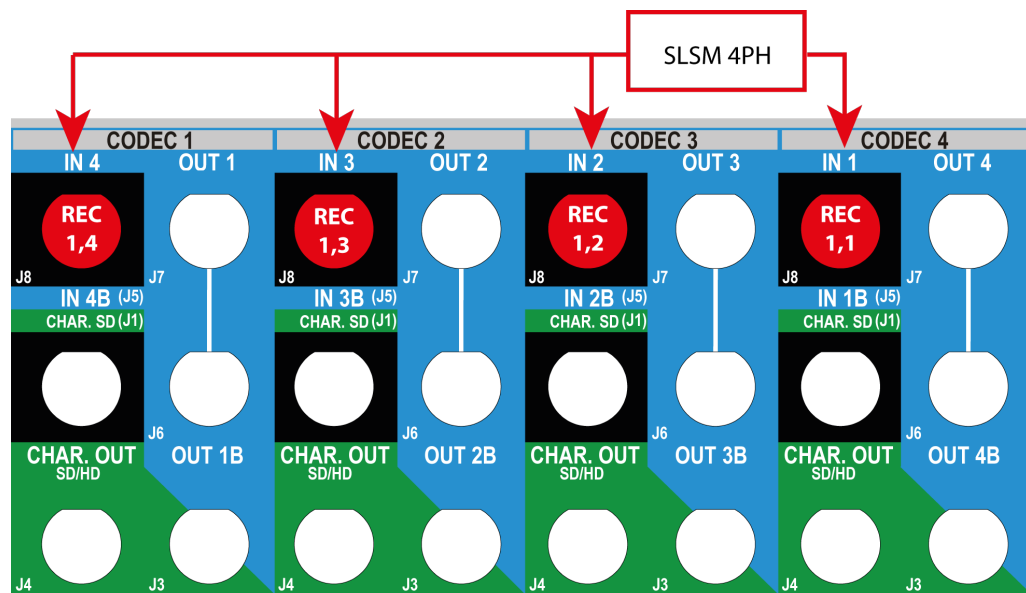 SLSM 4PH
CODEC 1 CODEC 2 CODEC 3 CODEC 4
IN 4 OUT 1 IN 3 OUT 2 IN 2 OUT 3 IN 1 OUT 4
REC 1,4 REC 1,3 REC 1,2 REC 1,1
J8 J7 J8 J7 J8 J7 J8 J7
IN 4B (J5) IN 3B (J5) IN 2B (J5) IN 1B (J5)
CHAR. SD (J1) CHAR. SD (J1) CHAR. SD (J1) CHAR. SD (J1)
J6 J6 J6 J6
CHAR. OUT OUT 1B CHAR. OUT OUT 2B CHAR. OUT OUT 3B CHAR. OUT OUT 4B
SD/HD SD/HD SD/HD SD/HD
J4 J3 J4 J3 J4 J3 J4 J3